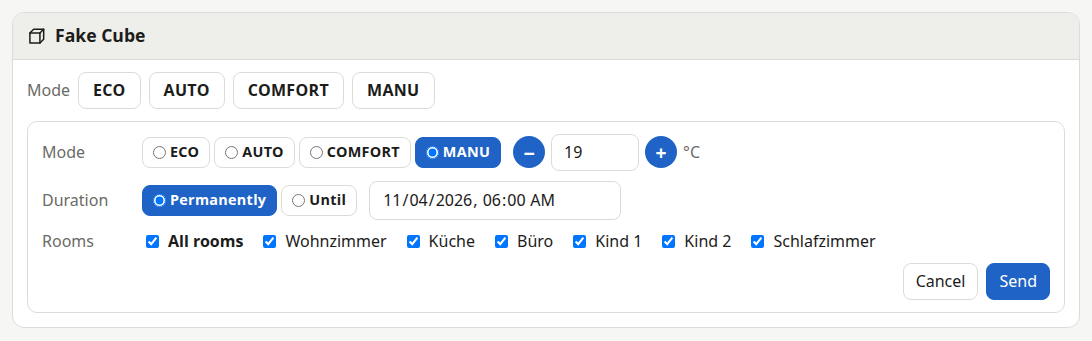 Fake Cube
Mode ECO AUTO COMFORT MANU
Mode ECO AUTO COMFORT MANU − 19 + °C
Duration Permanently Until 11/04/2026, 06:00 AM
Rooms All rooms Wohnzimmer Küche Büro Kind 1 Kind 2 Schlafzimmer
Cancel Send